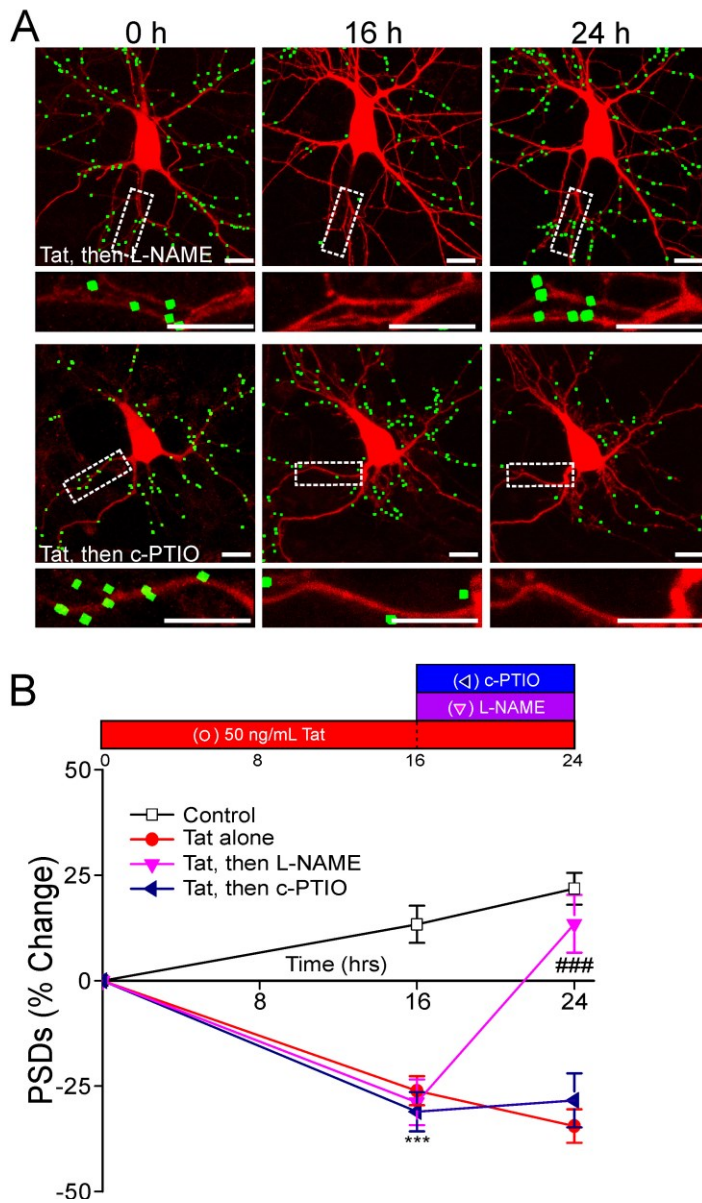 A
0 h 16 h 24 h
Tat, then L-NAME
Tat, then c-PTIO
B
(◁) c-PTIO
(▽) L-NAME
(○) 50 ng/mL Tat
0 8 16 24
50
25
0
-25
-50
PSDs (% Change)
Control
Tat alone
Tat, then L-NAME
Tat, then c-PTIO
Time (hrs)
8 16 24
###
***